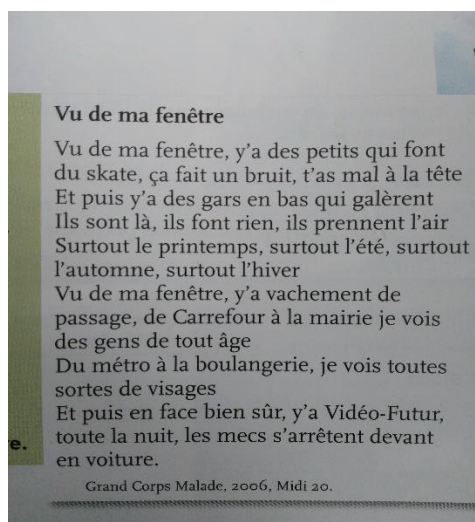 Vu de ma fenêtre
Vu de ma fenêtre, y'a des petits qui font
du skate, ça fait un bruit, t'as mal à la tête
Et puis y'a des gars en bas qui galèrent
Ils sont là, ils font rien, ils prennent l'air
Surtout le printemps, surtout l'été, surtout
l'automne, surtout l'hiver
Vu de ma fenêtre, y'a vachement de
passage, de Carrefour à la mairie je vois
des gens de tout âge
Du métro à la boulangerie, je vois toutes
sortes de visages
Et puis en face bien sûr, y'a Vidéo-Futur,
toute la nuit, les mecs s'arrêtent devant
en voiture.
Grand Corps Malade, 2006, Midi 20.